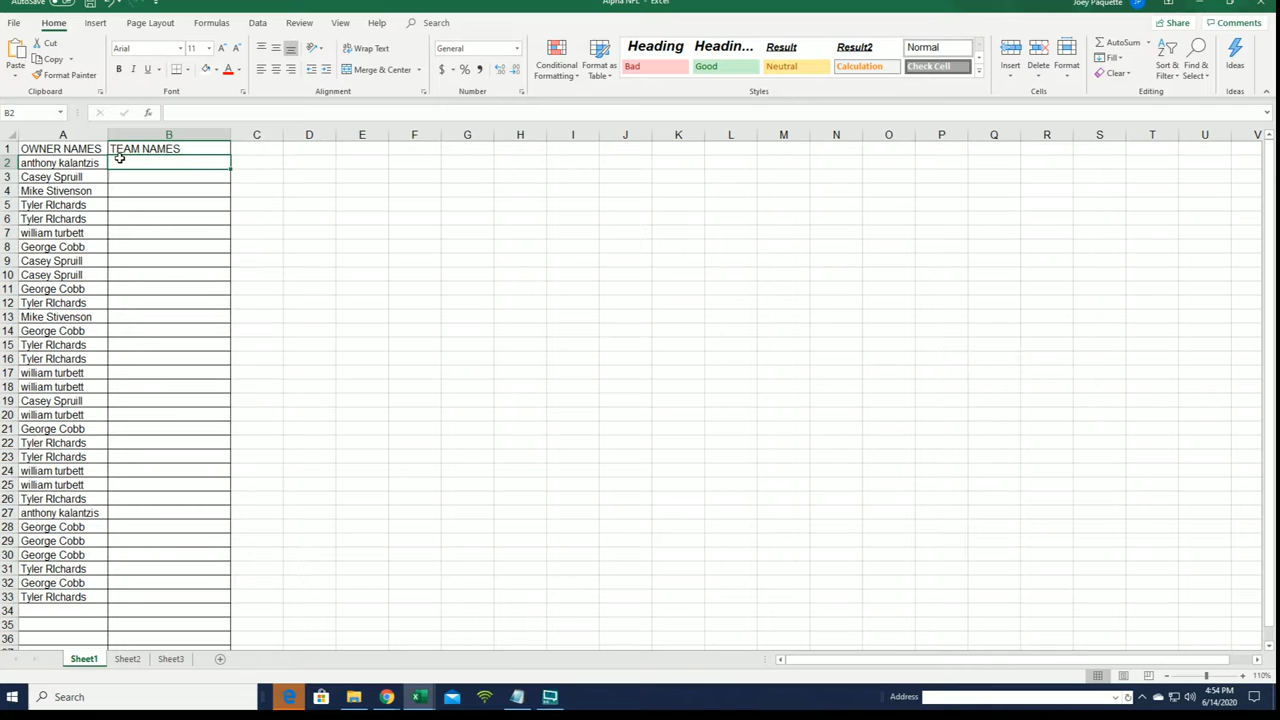 AutoSave Alpha NFL - Excel Joey Paquette JP
File Home Insert Page Layout Formulas Data Review View Help Search Share Comments
Paste Cut Copy Format Painter Clipboard
Arial 11 A A B I U A Font
Wrap Text Merge & Center Alignment
General $ % Number
Conditional Formatting Format as Table
Heading Headin... Result Result2 Normal
Bad Good Neutral Calculation Check Cell
Styles
Insert Delete Format Cells
AutoSum Fill Clear Sort & Filter Find & Select Editing
Ideas Ideas
B2 fx
A B C D E F G H I J K L M N O P Q R S T U V
1 OWNER NAMES TEAM NAMES
2 anthony kalantzis
3 Casey Spruill
4 Mike Stivenson
5 Tyler RIchards
6 Tyler RIchards
7 william turbett
8 George Cobb
9 Casey Spruill
10 Casey Spruill
11 George Cobb
12 Tyler RIchards
13 Mike Stivenson
14 George Cobb
15 Tyler RIchards
16 Tyler RIchards
17 william turbett
18 william turbett
19 Casey Spruill
20 william turbett
21 George Cobb
22 Tyler RIchards
23 Tyler RIchards
24 william turbett
25 william turbett
26 Tyler RIchards
27 anthony kalantzis
28 George Cobb
29 George Cobb
30 George Cobb
31 Tyler RIchards
32 George Cobb
33 Tyler RIchards
34
35
36
Sheet1 Sheet2 Sheet3
110%
Search Address 4:54 PM
6/14/2020